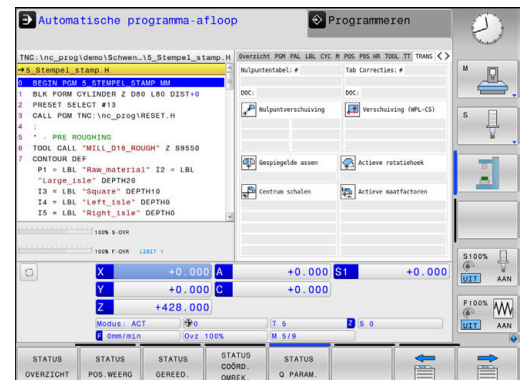 Automatische programma-afloop
Programmeren
TNC:\nc_prog\demo\Schwen…\5_Stempel_stamp.H
→5_Stempel_stamp.H
0 BEGIN PGM 5_STEMPEL_STAMP MM
1 BLK FORM CYLINDER Z D80 L80 DIST+0
2 PRESET SELECT #13
3 CALL PGM TNC:\nc_prog\RESET.H
4 ;
5 * - PRE ROUGHING
6 TOOL CALL "MILL_D16_ROUGH" Z S9550
7 CONTOUR DEF
P1 = LBL "Raw_material" I2 = LBL
"Large_isle" DEPTH20
I3 = LBL "Square" DEPTH10
I4 = LBL "Left_isle" DEPTH0
I5 = LBL "Right_isle" DEPTH0
100% S-OVR
100% F-OVR LIMIT 1
Overzicht PGM PAL LBL CYC M POS POS HR TOOL TT TRANS
Nulpuntentabel: #
Tab Correcties: #
DOC:
DOC:
Nulpuntverschuiving
Verschuiving (WPL-CS)
Gespiegelde assen
Actieve rotatiehoek
Centrum schalen
Actieve maatfactoren
X +0.000 A +0.000 S1 +0.000
Y +0.000 C +0.000
Z +428.000
Modus: ACT 0 T 5 Z S 0
F 0mm/min Ovr 100% M 5/9
M
S
S100%
UIT AAN
F100%
UIT AAN
STATUS OVERZICHT
STATUS POS.WEERG
STATUS GEREED.
STATUS COÖRD. OMREK.
STATUS Q PARAM.